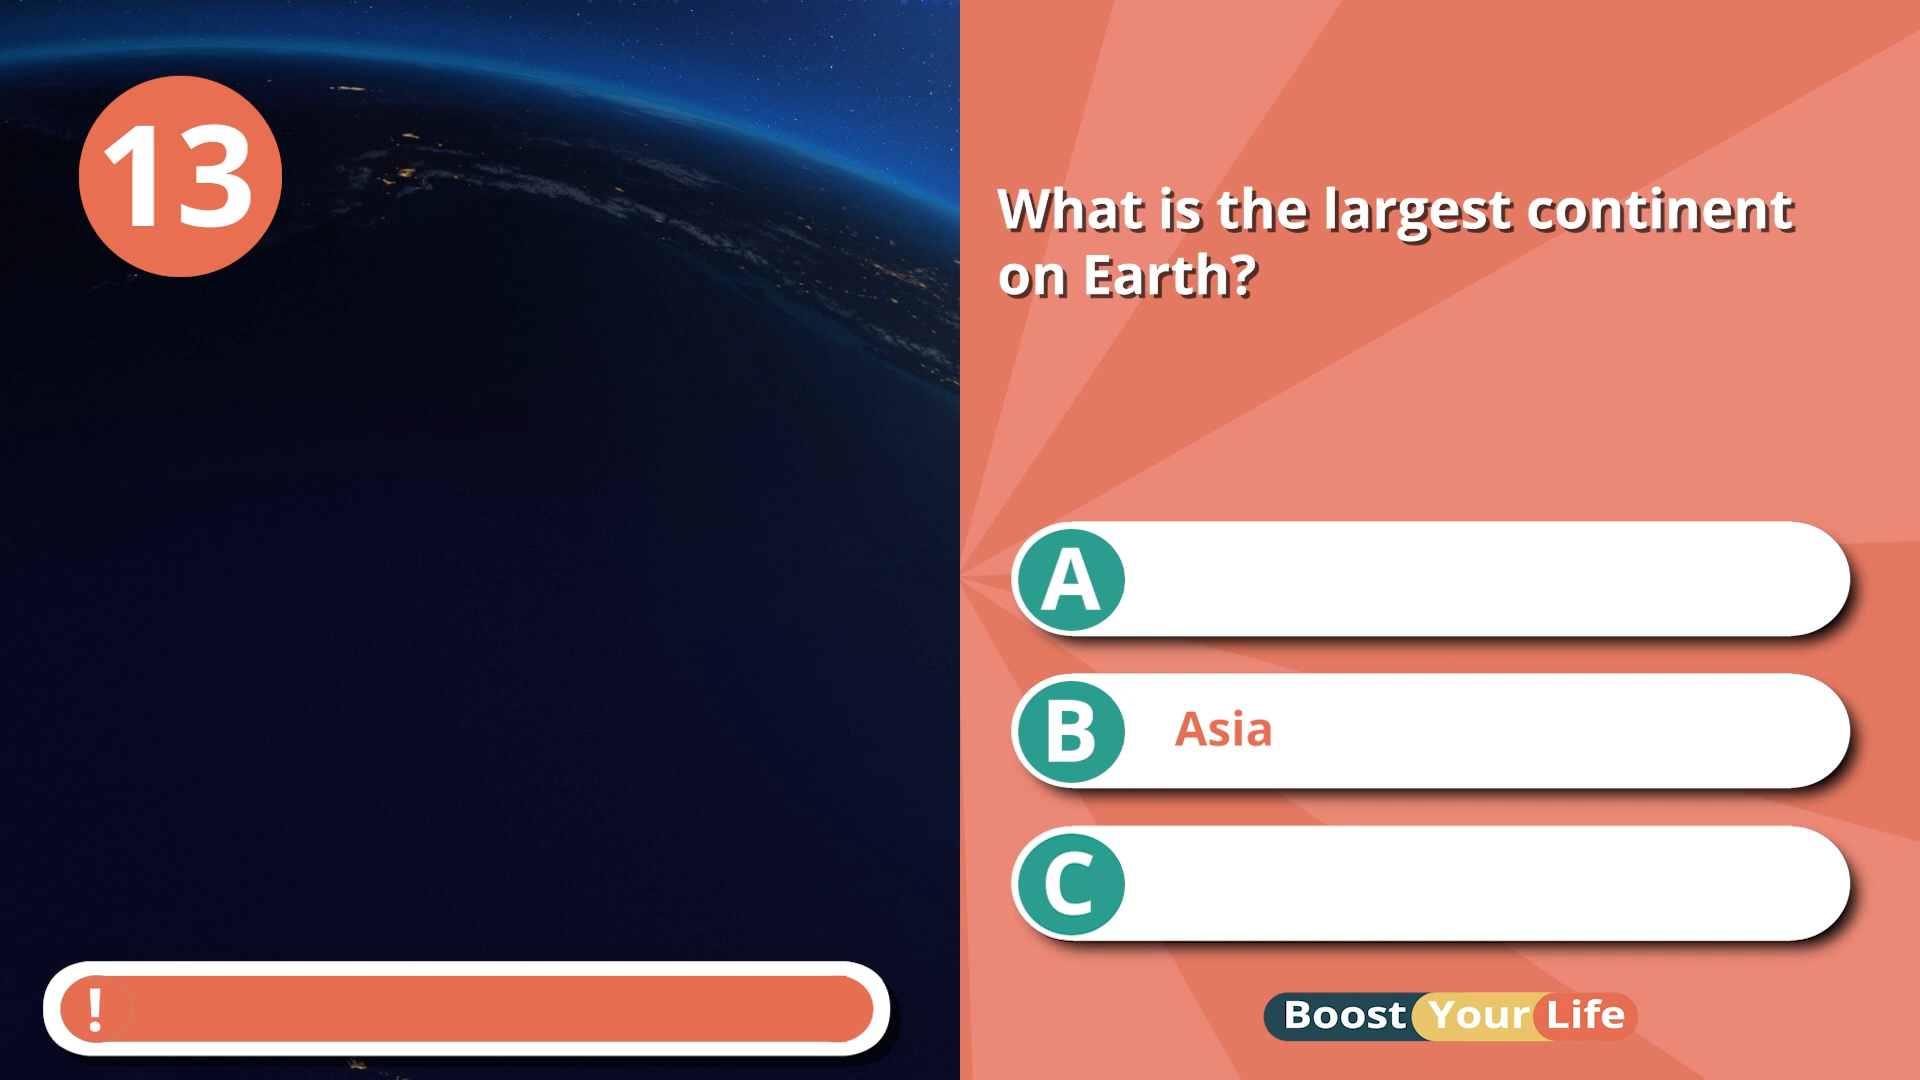 13
What is the largest continent
on Earth?
A
B Asia
C
!
Boost Your Life